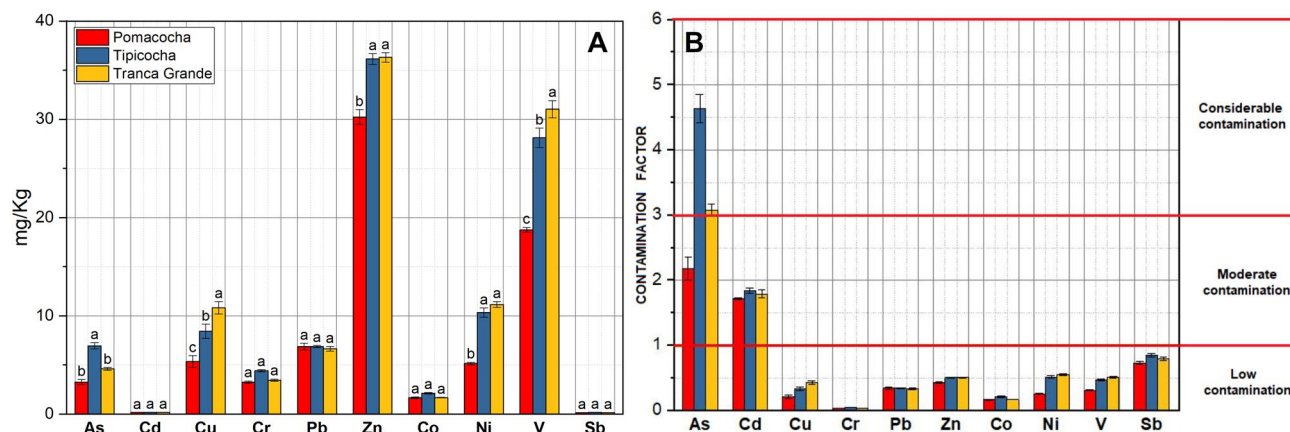 A
Pomacocha
Tipicocha
Tranca Grande
mg/Kg
40
30
20
10
0
b a b
a a a
c b a
a a a
a a a
b a a
a a a
b a a
c b a
a a a
As Cd Cu Cr Pb Zn Co Ni V Sb
B
CONTAMINATION FACTOR
6
5
4
3
2
1
0
As Cd Cu Cr Pb Zn Co Ni V Sb
Considerable
contamination
Moderate
contamination
Low
contamination